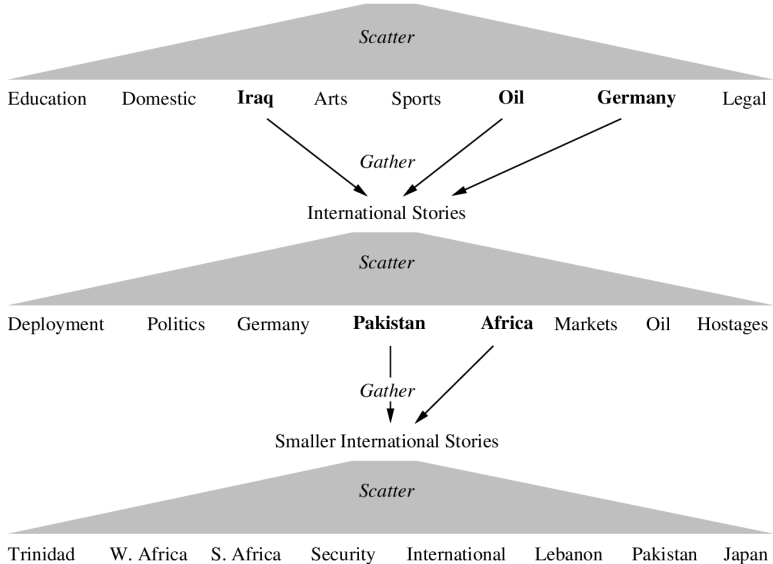 Scatter
Education Domestic Iraq Arts Sports Oil Germany Legal
Gather
International Stories
Scatter
Deployment Politics Germany Pakistan Africa Markets Oil Hostages
Gather
Smaller International Stories
Scatter
Trinidad W. Africa S. Africa Security International Lebanon Pakistan Japan